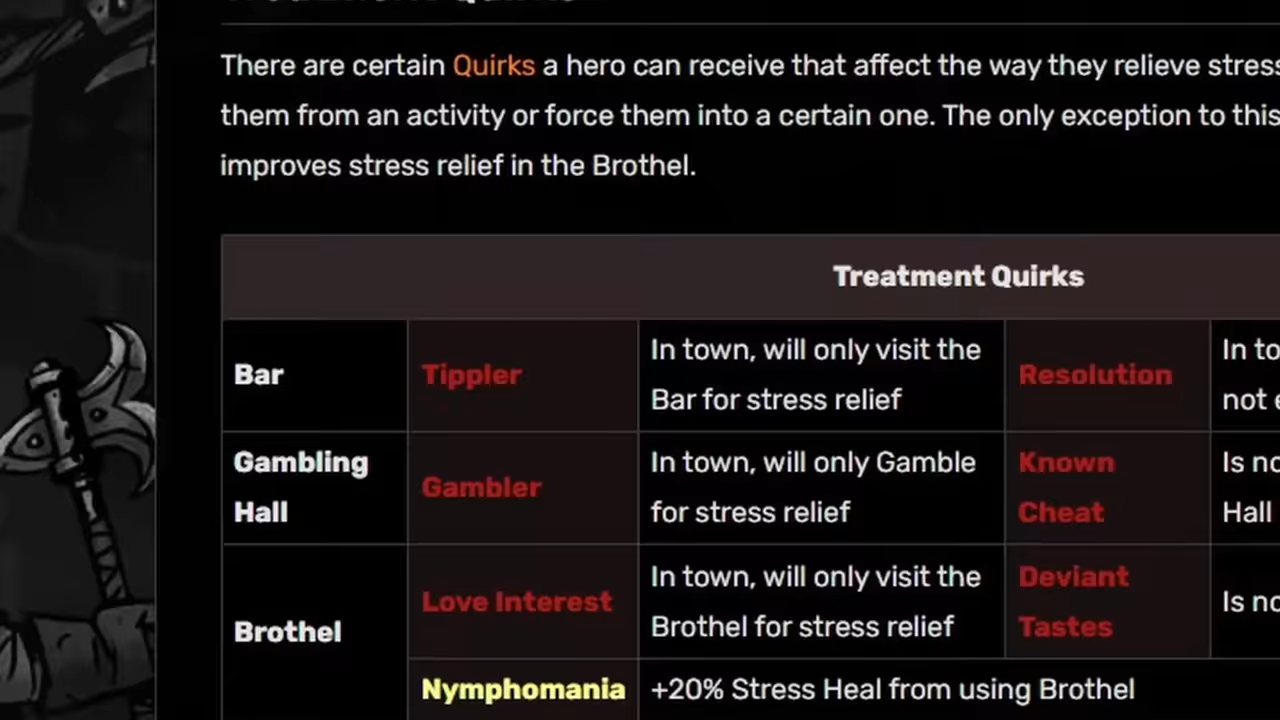 There are certain Quirks a hero can receive that affect the way they relieve stress
them from an activity or force them into a certain one. The only exception to this
improves stress relief in the Brothel.
Treatment Quirks
Bar
Tippler
In town, will only visit the
Bar for stress relief
Resolution
In to
not
Gambling
Hall
Gambler
In town, will only Gamble
for stress relief
Known
Cheat
Is no
Hall
Brothel
Love Interest
In town, will only visit the
Brothel for stress relief
Deviant
Tastes
Is no
Nymphomania
+20% Stress Heal from using Brothel